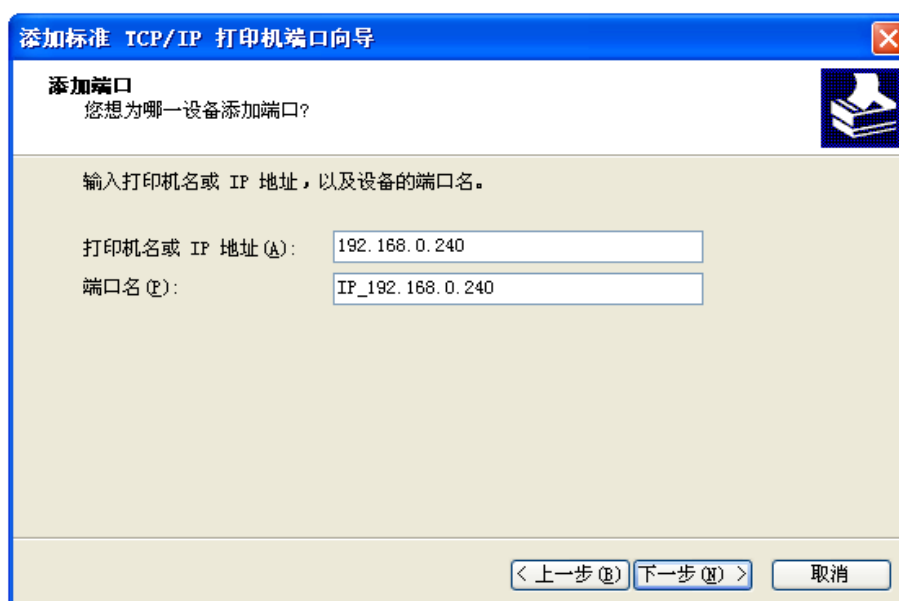 添加标准 TCP/IP 打印机端口向导
添加端口
您想为哪一设备添加端口?
输入打印机名或 IP 地址，以及设备的端口名。
打印机名或 IP 地址(A): 192.168.0.240
端口名(P): IP_192.168.0.240
< 上一步(B) 下一步(N) > 取消